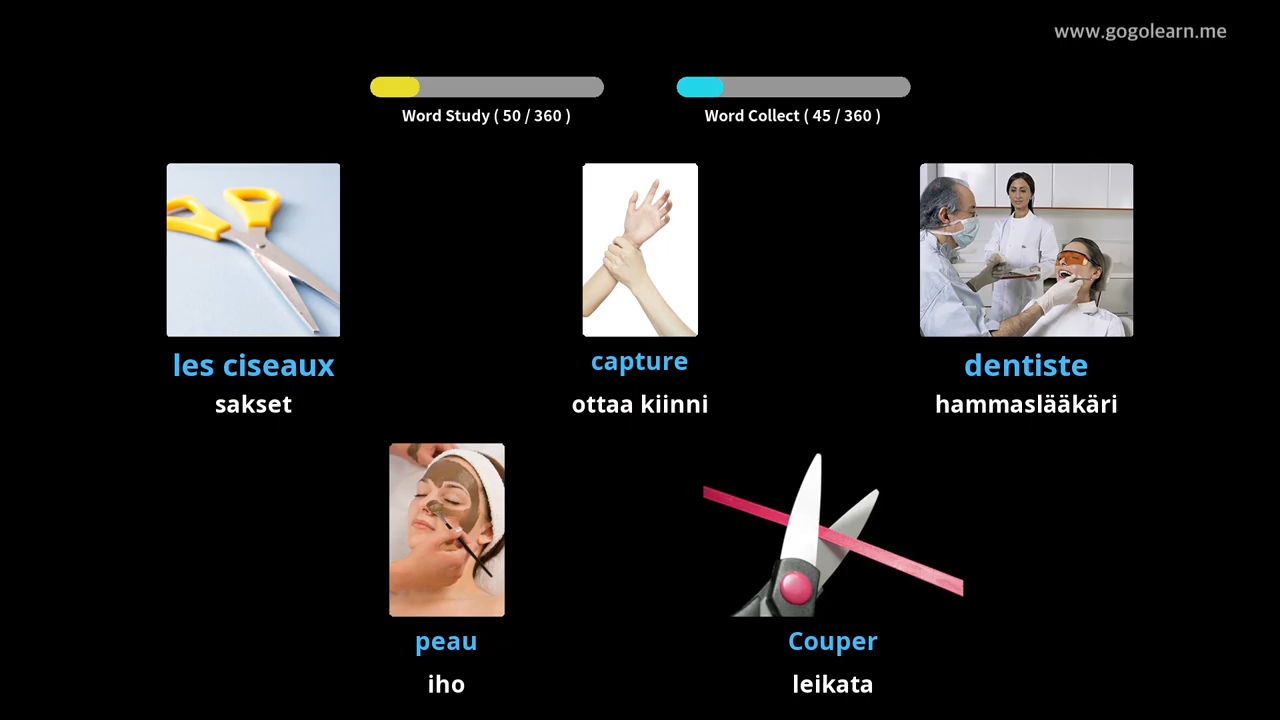 www.gogolearn.me
Word Study ( 50 / 360 )
Word Collect ( 45 / 360 )
les ciseaux
sakset
capture
ottaa kiinni
dentiste
hammaslääkäri
peau
iho
Couper
leikata